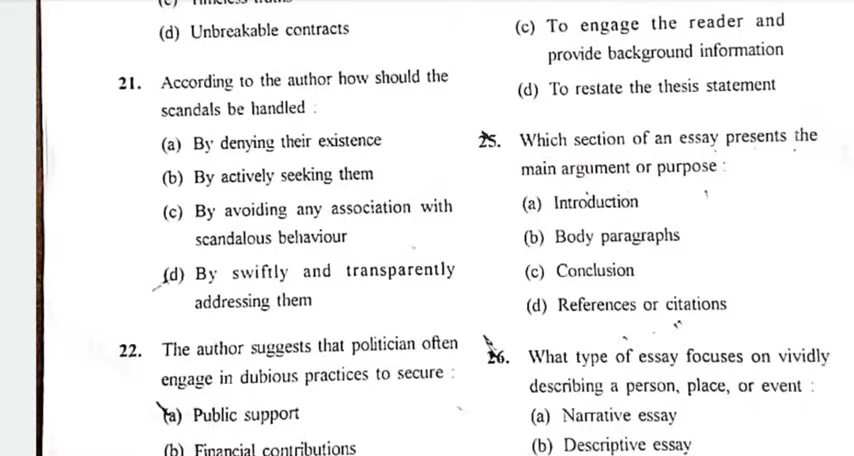 (d) Unbreakable contracts
21. According to the author how should the
scandals be handled :
(a) By denying their existence
(b) By actively seeking them
(c) By avoiding any association with
scandalous behaviour
(d) By swiftly and transparently
addressing them
22. The author suggests that politician often
engage in dubious practices to secure :
(a) Public support
(b) Financial contributions
(c) To engage the reader and
provide background information
(d) To restate the thesis statement
25. Which section of an essay presents the
main argument or purpose :
(a) Introduction
(b) Body paragraphs
(c) Conclusion
(d) References or citations
26. What type of essay focuses on vividly
describing a person, place, or event :
(a) Narrative essay
(b) Descriptive essay